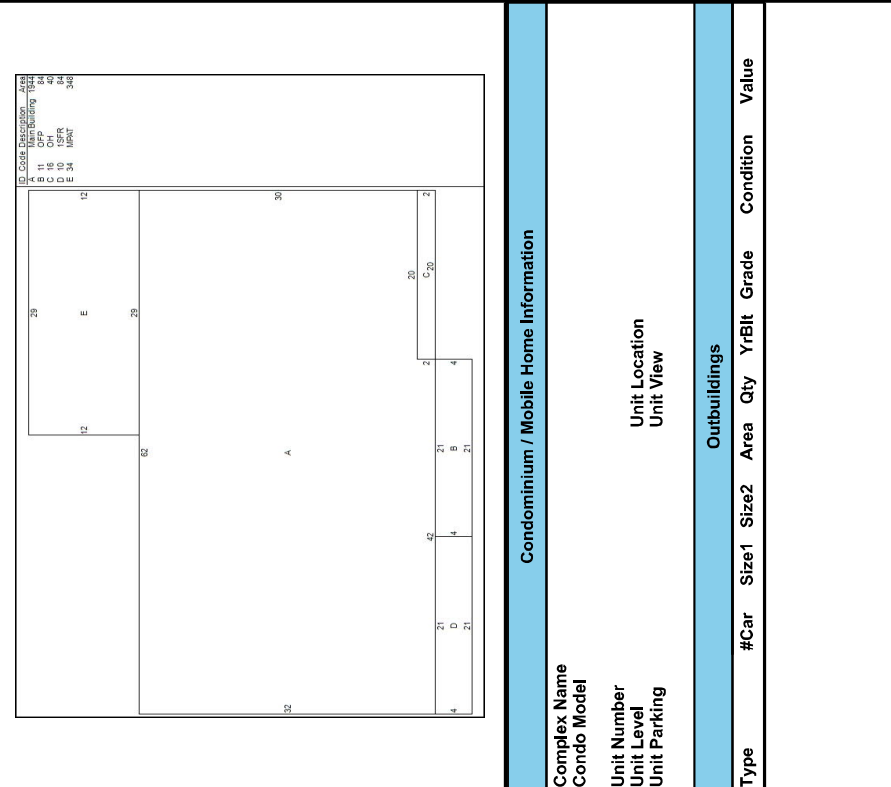 ID Code Description Area
A Main Building 1944
B 11 OFP 84
C 16 OH 40
D 10 1SFR 84
E 34 MPAT 348
12
29
E
29
12
62
30
A
32
20
2
C
20
2
42
4
21
B
21
4
21
D
21
4
Condominium / Mobile Home Information
Complex Name
Condo Model
Unit Number
Unit Level Unit Location
Unit Parking Unit View
Outbuildings
Type #Car Size1 Size2 Area Qty YrBlt Grade Condition Value